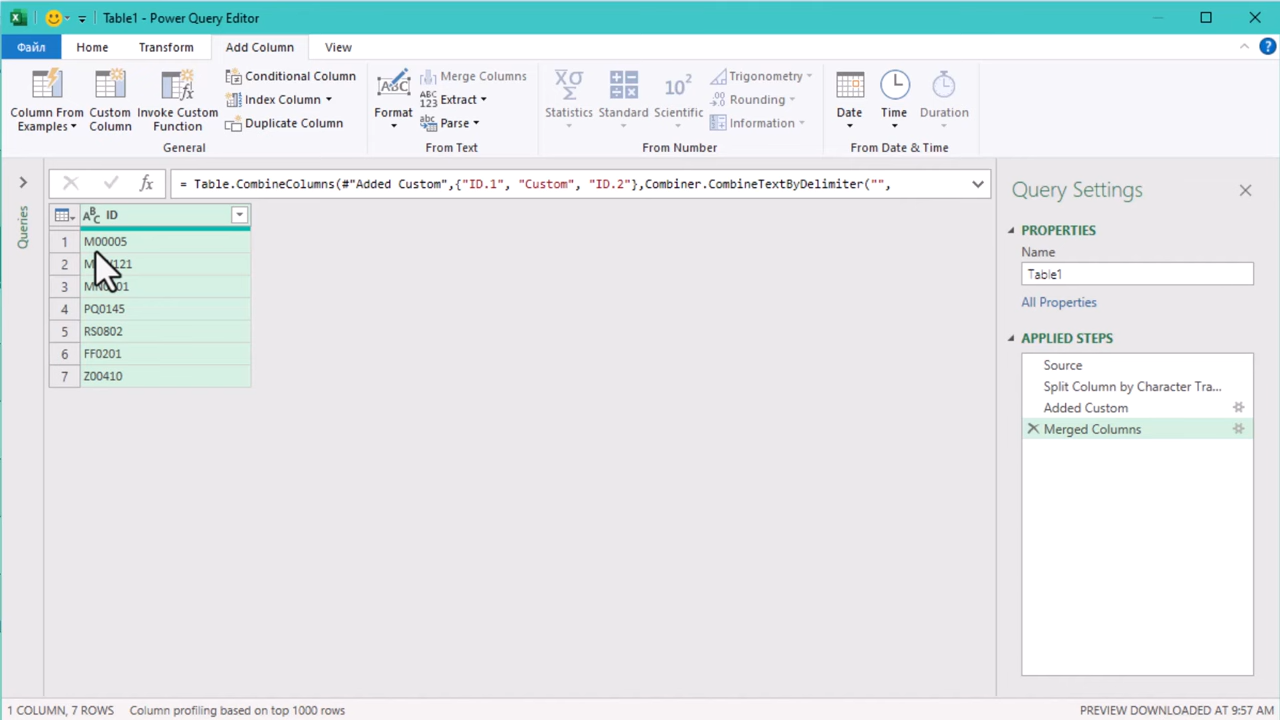 Table1 - Power Query Editor
Файл Home Transform Add Column View
Column From Examples
Custom Column
Invoke Custom Function
Conditional Column
Index Column
Duplicate Column
General
Format
Merge Columns
Extract
Parse
From Text
Statistics
Standard
Scientific
Trigonometry
Rounding
Information
From Number
Date
Time
Duration
From Date & Time
= Table.CombineColumns(#"Added Custom",{"ID.1", "Custom", "ID.2"},Combiner.CombineTextByDelimiter("",
Queries
ID
1 M00005
2
3
4 PQ0145
5 RS0802
6 FF0201
7 Z00410
Query Settings
PROPERTIES
Name
Table1
All Properties
APPLIED STEPS
Source
Split Column by Character Tra...
Added Custom
Merged Columns
1 COLUMN, 7 ROWS Column profiling based on top 1000 rows
PREVIEW DOWNLOADED AT 9:57 AM